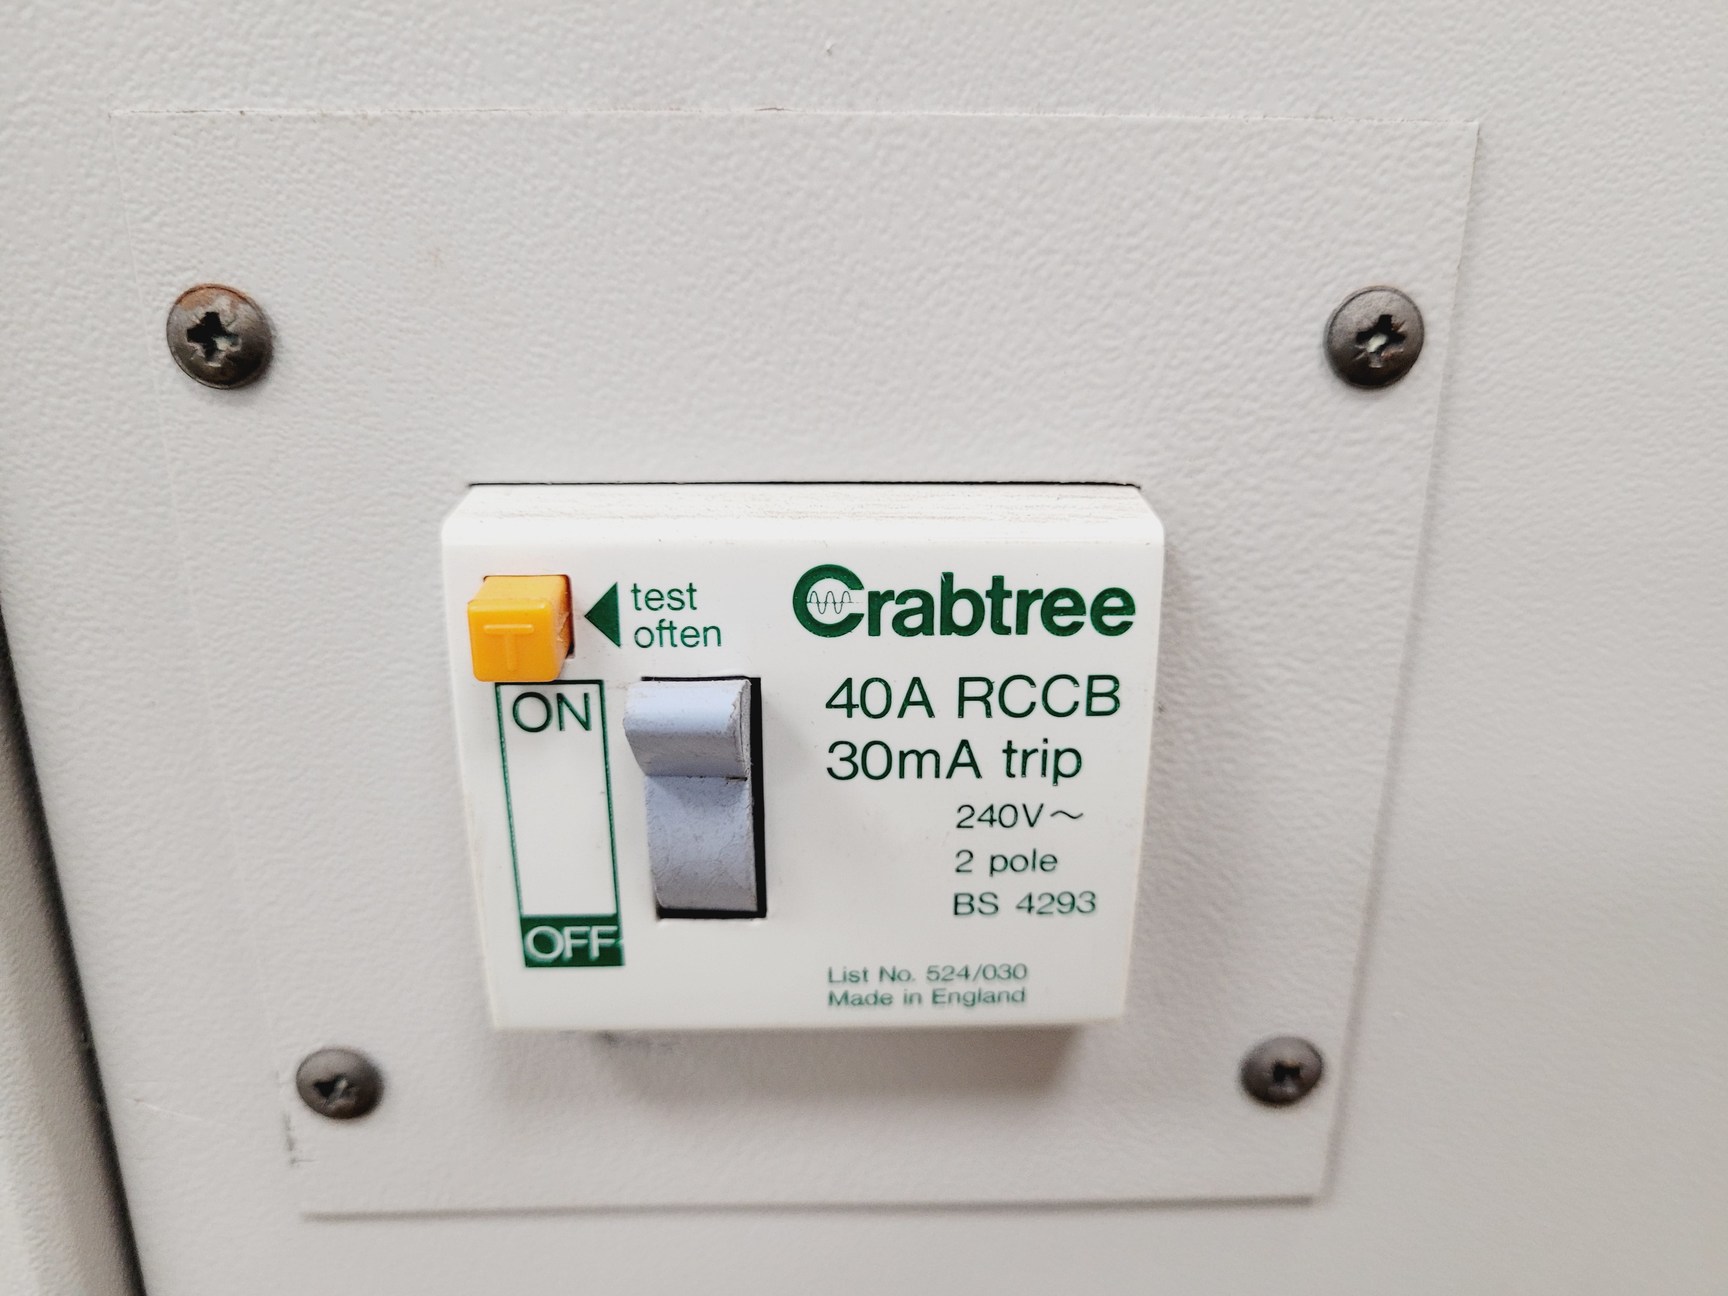 T
test
often
ON
OFF
Crabtree
40A RCCB
30mA trip
240V~
2 pole
BS 4293
List No. 524/030
Made in England